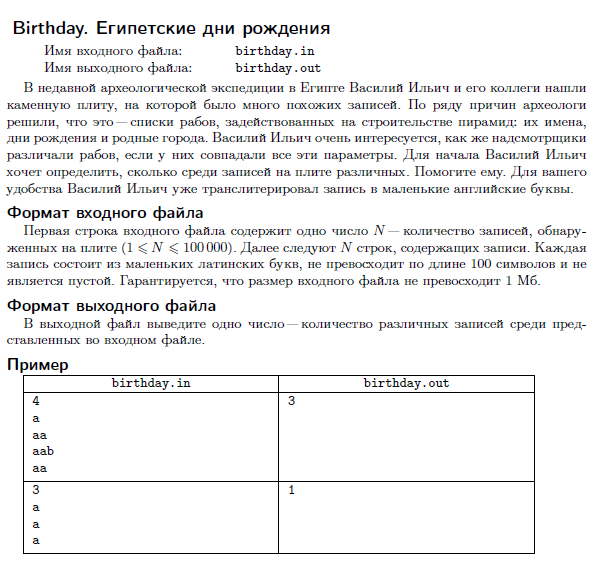 Birthday. Египетские дни рождения
Имя входного файла: birthday.in
Имя выходного файла: birthday.out
В недавной археологической экспедиции в Египте Василий Ильич и его коллеги нашли
каменную плиту, на которой было много похожих записей. По ряду причин археологи
решили, что это — списки рабов, задействованных на строительстве пирамид: их имена,
дни рождения и родные города. Василий Ильич очень интересуется, как же надсмотрщики
различали рабов, если у них совпадали все эти параметры. Для начала Василий Ильич
хочет определить, сколько среди записей на плите различных. Помогите ему. Для вашего
удобства Василий Ильич уже транслитерировал запись в маленькие английские буквы.
Формат входного файла
Первая строка входного файла содержит одно число N — количество записей, обнару-
женных на плите (1 ⩽ N ⩽ 100 000). Далее следуют N строк, содержащих записи. Каждая
запись состоит из маленьких латинских букв, не превосходит по длине 100 символов и не
является пустой. Гарантируется, что размер входного файла не превосходит 1 Мб.
Формат выходного файла
В выходной файл выведите одно число — количество различных записей среди пред-
ставленных во входном файле.
Пример
birthday.in birthday.out
4 3
a
aa
aab
aa
3 1
a
a
a